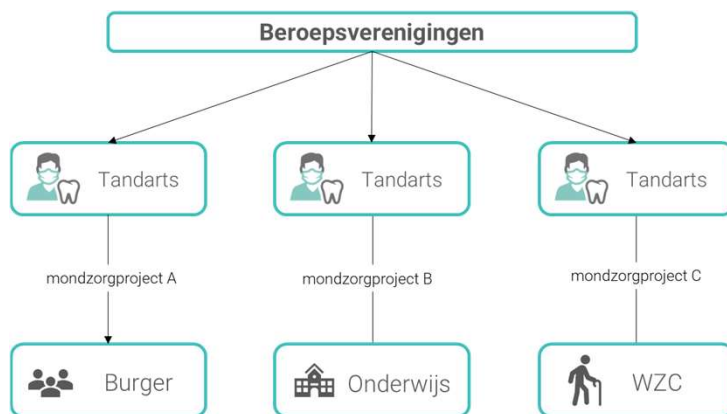 Beroepsverenigingen
Tandarts
Tandarts
Tandarts
mondzorgproject A
mondzorgproject B
mondzorgproject C
Burger
Onderwijs
WZC